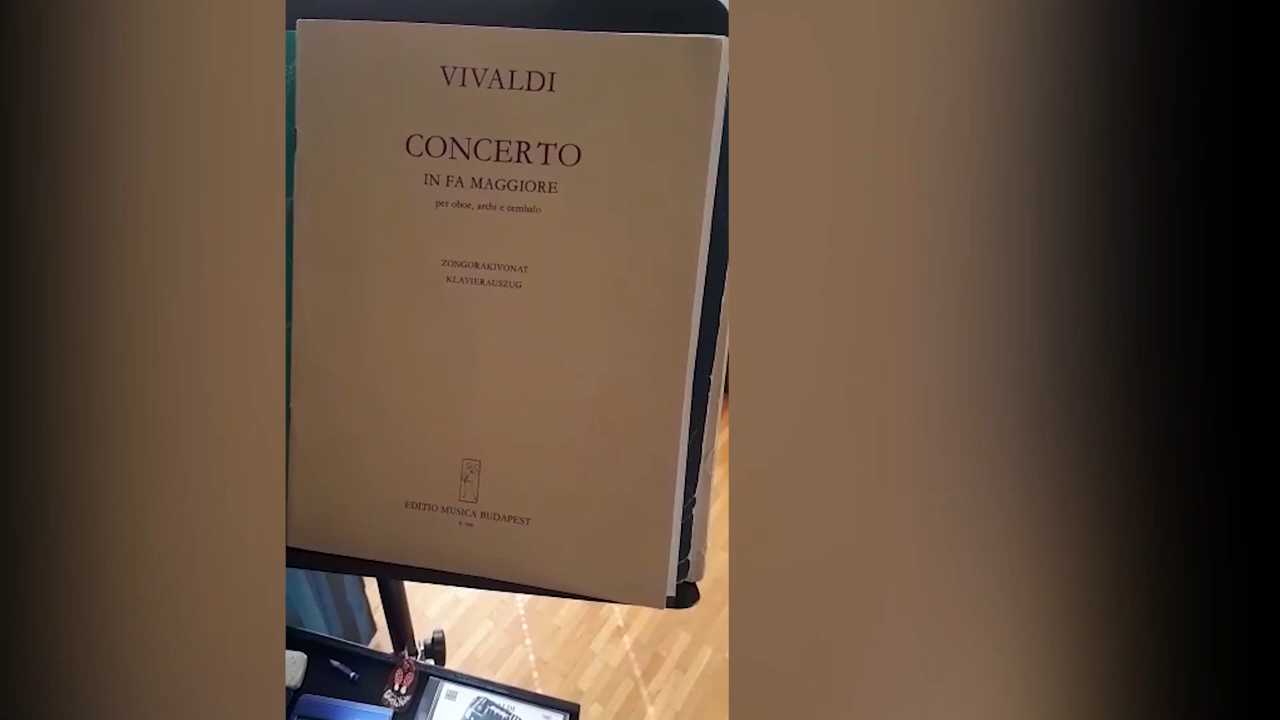 VIVALDI
CONCERTO
IN FA MAGGIORE
per oboe, archi e cembalo
ZONGORAKIVONAT
KLAVIERAUSZUG
EDITIO MUSICA BUDAPEST